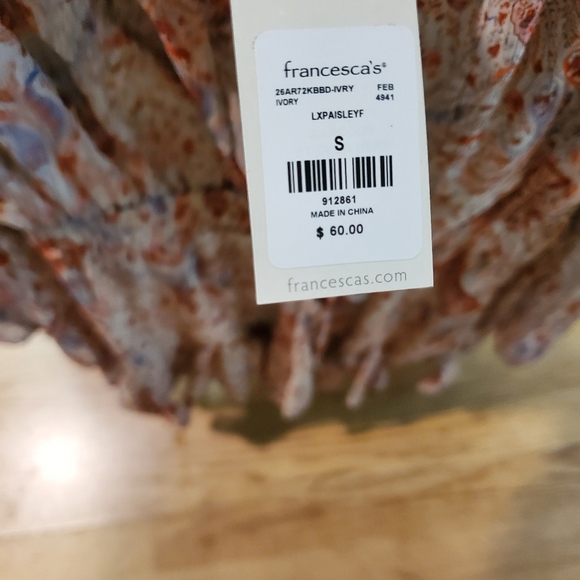 francesca's®
26AR72KBBD-IVRY FEB
IVORY 4941
LXPAISLEYF
S
912861
MADE IN CHINA
$ 60.00
francescas.com